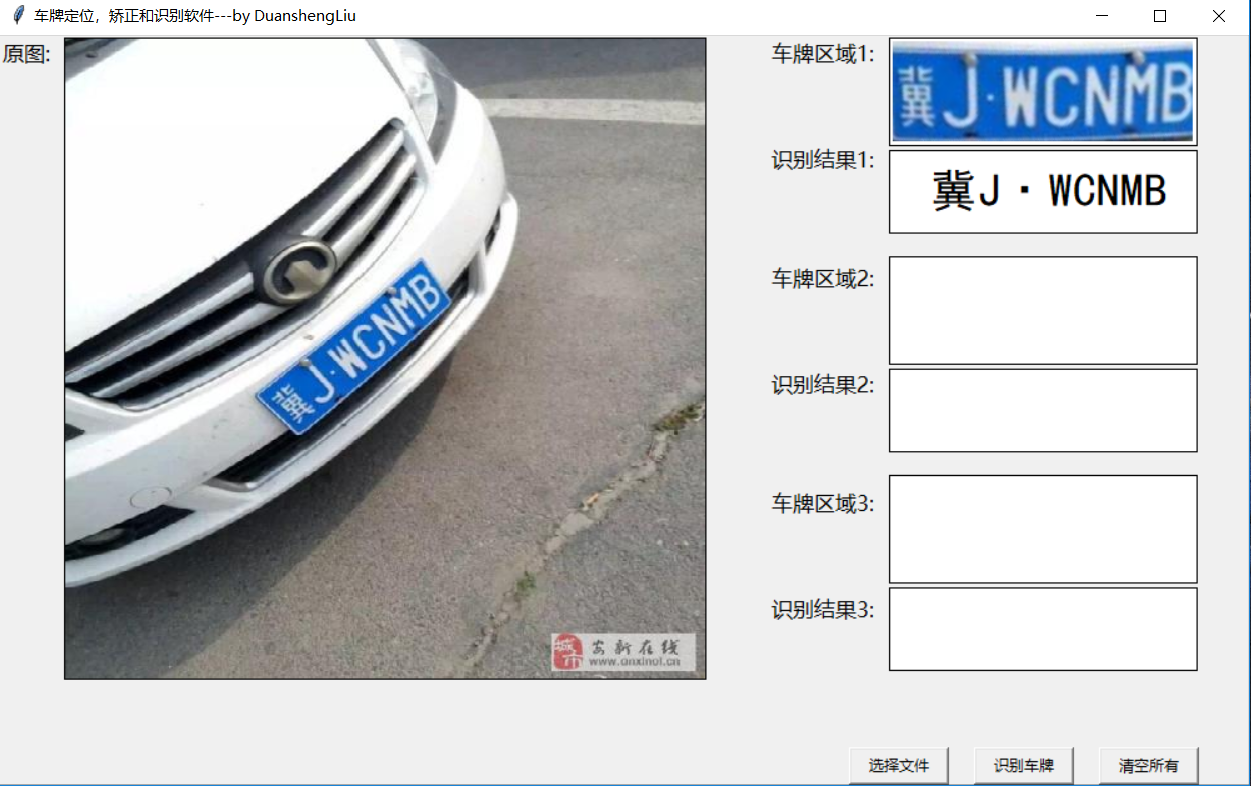 车牌定位，矫正和识别软件---by DuanshengLiu
原图:
冀J·WCNMB
城市
安新在线
www.anxinol.cn
车牌区域1:
冀J·WCNMB
识别结果1:
冀J·WCNMB
车牌区域2:
识别结果2:
车牌区域3:
识别结果3:
选择文件
识别车牌
清空所有